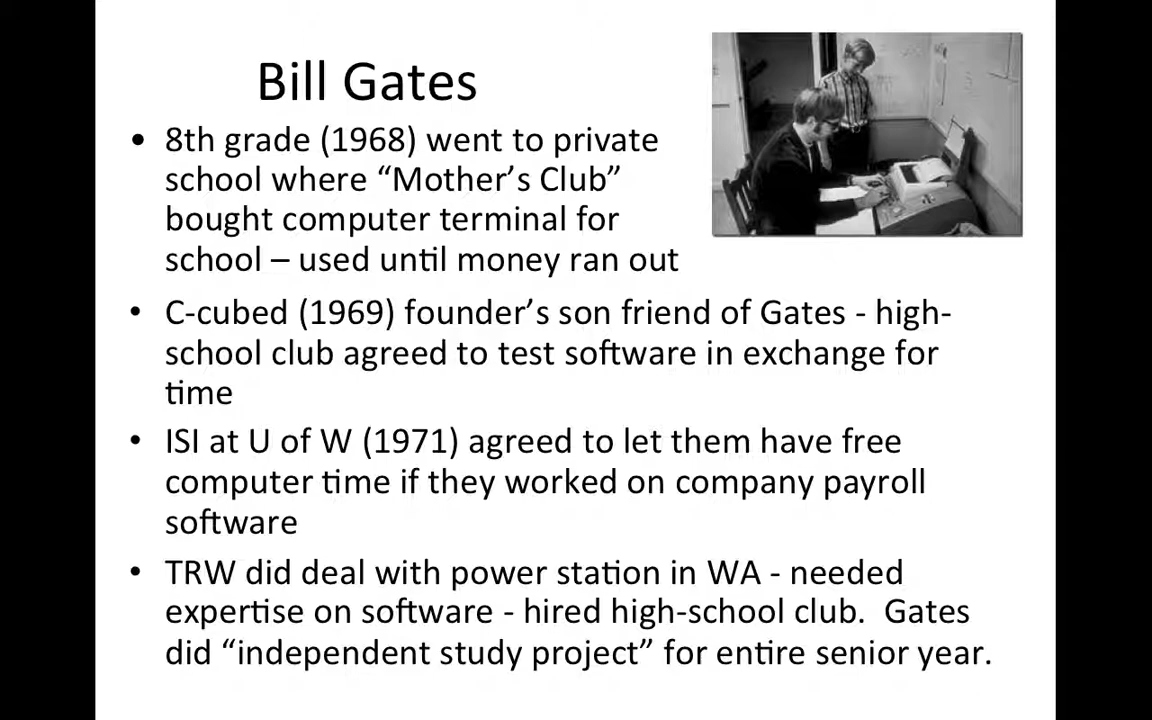 Bill Gates
• 8th grade (1968) went to private
school where “Mother’s Club”
bought computer terminal for
school – used until money ran out
• C-cubed (1969) founder’s son friend of Gates - high-
school club agreed to test software in exchange for
time
• ISI at U of W (1971) agreed to let them have free
computer time if they worked on company payroll
software
• TRW did deal with power station in WA - needed
expertise on software - hired high-school club.  Gates
did “independent study project” for entire senior year.